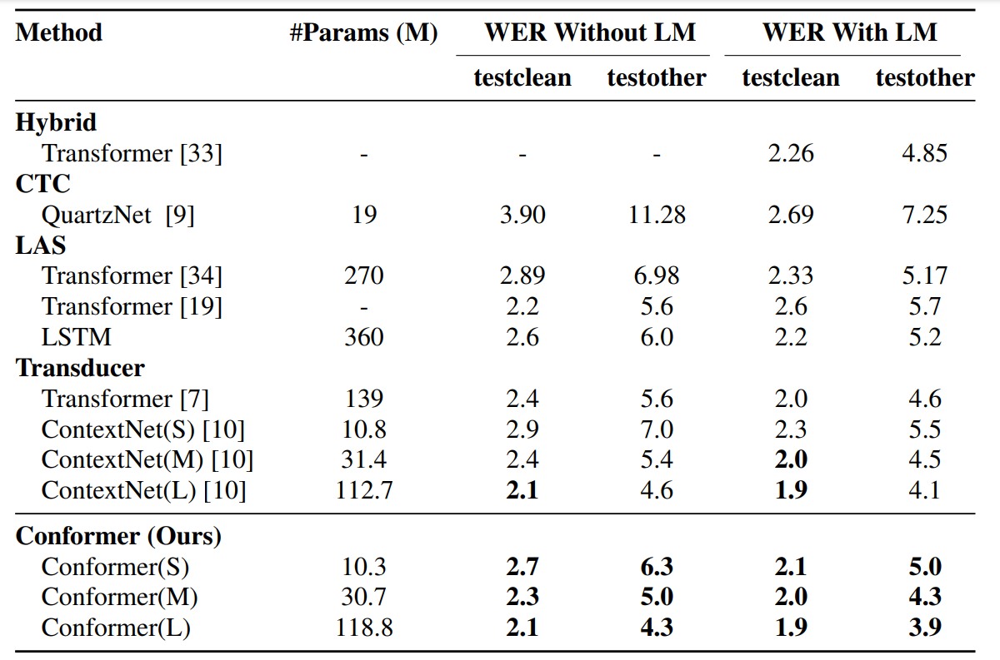 Method #Params (M) WER Without LM WER With LM
testclean testother testclean testother
Hybrid
Transformer [33] - - - 2.26 4.85
CTC
QuartzNet [9] 19 3.90 11.28 2.69 7.25
LAS
Transformer [34] 270 2.89 6.98 2.33 5.17
Transformer [19] - 2.2 5.6 2.6 5.7
LSTM 360 2.6 6.0 2.2 5.2
Transducer
Transformer [7] 139 2.4 5.6 2.0 4.6
ContextNet(S) [10] 10.8 2.9 7.0 2.3 5.5
ContextNet(M) [10] 31.4 2.4 5.4 2.0 4.5
ContextNet(L) [10] 112.7 2.1 4.6 1.9 4.1
Conformer (Ours)
Conformer(S) 10.3 2.7 6.3 2.1 5.0
Conformer(M) 30.7 2.3 5.0 2.0 4.3
Conformer(L) 118.8 2.1 4.3 1.9 3.9